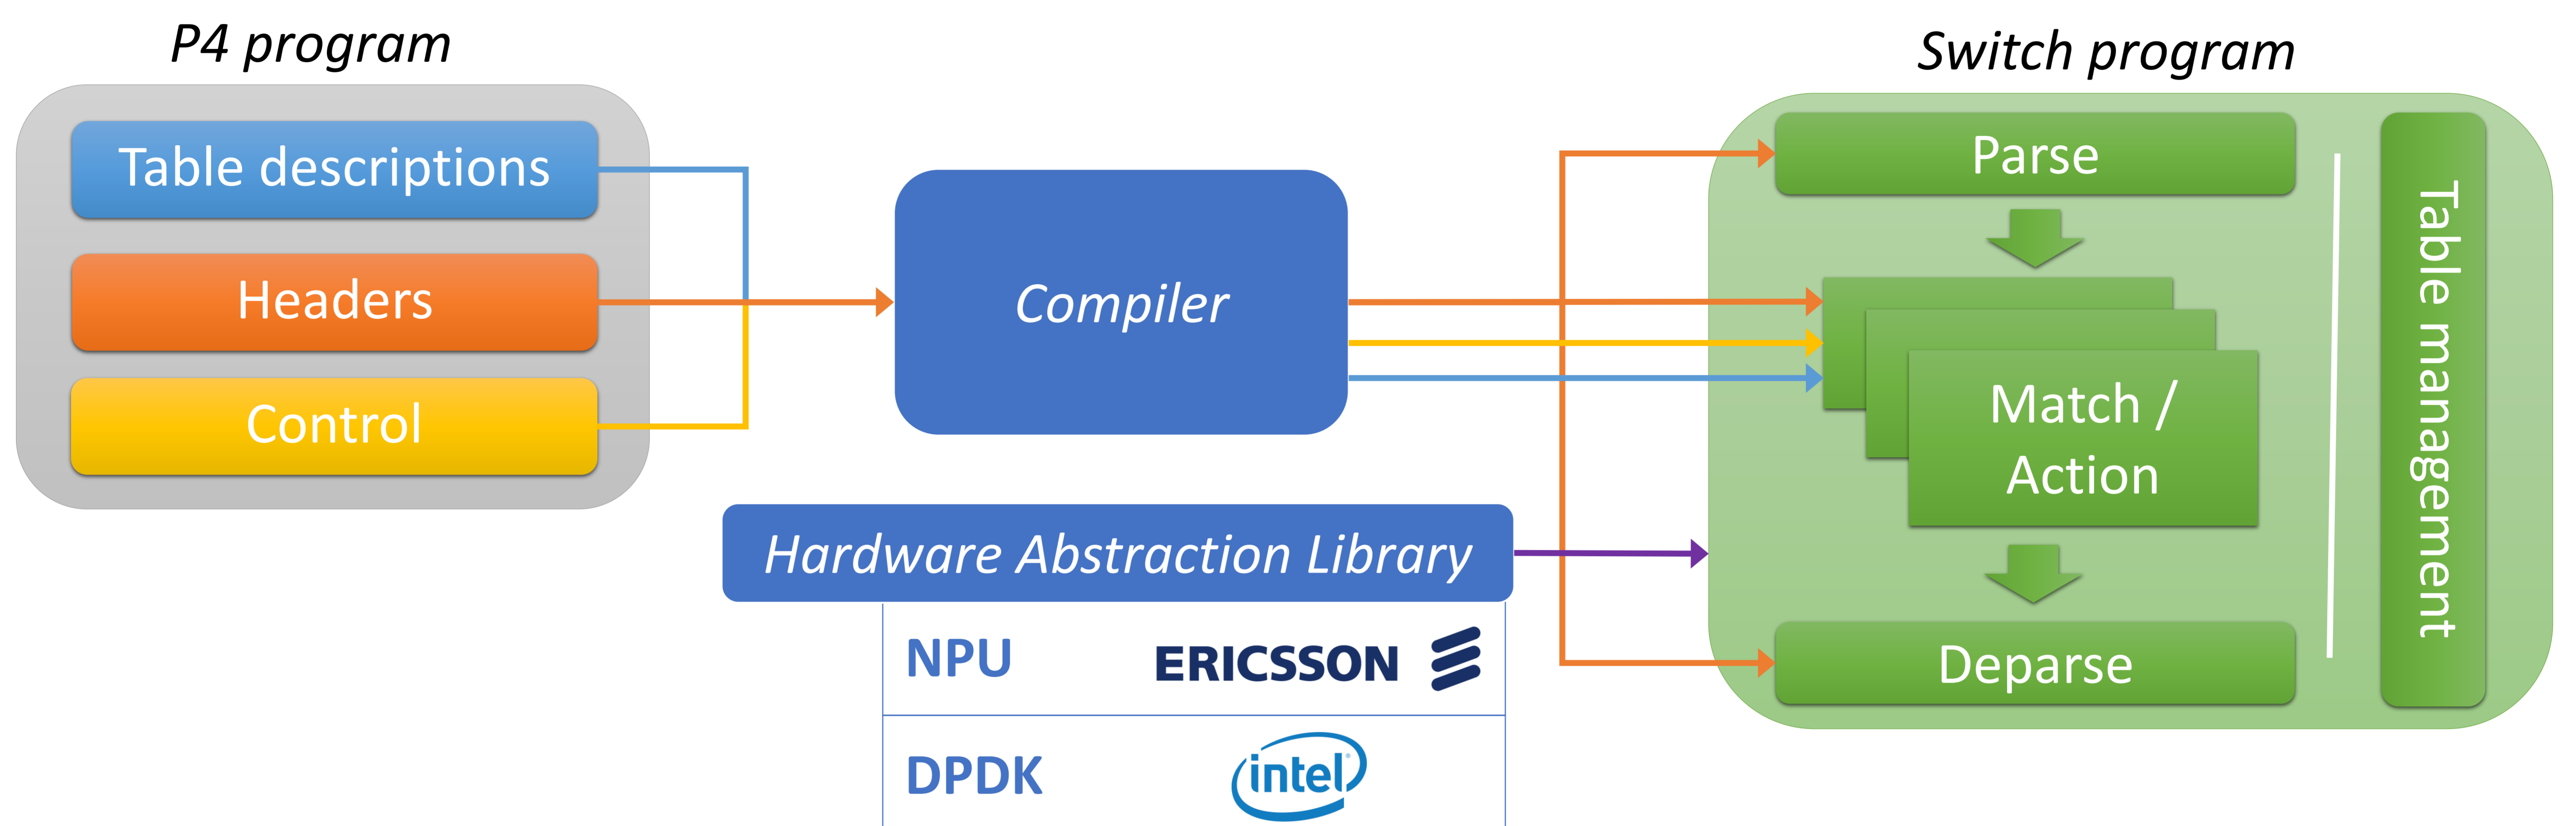 P4 program
Table descriptions
Headers
Control
Compiler
Hardware Abstraction Library
NPU
ERICSSON
DPDK
intel®
Switch program
Parse
Match /
Action
Deparse
Table management